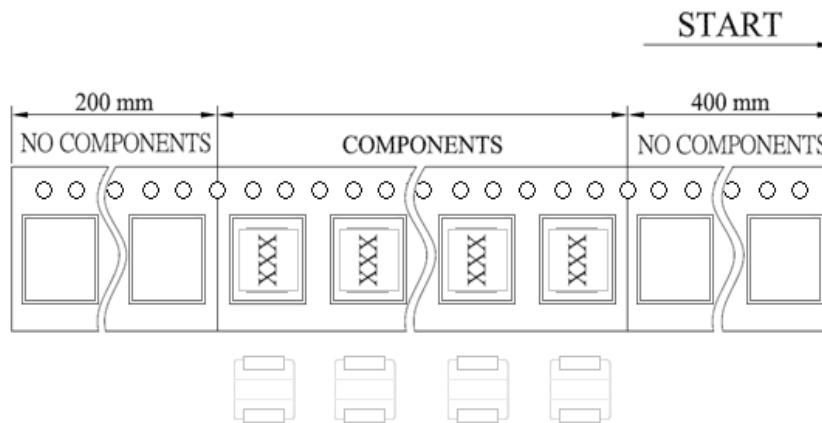 START
200 mm
400 mm
NO COMPONENTS
COMPONENTS
NO COMPONENTS
XXX
XXX
XXX
XXX